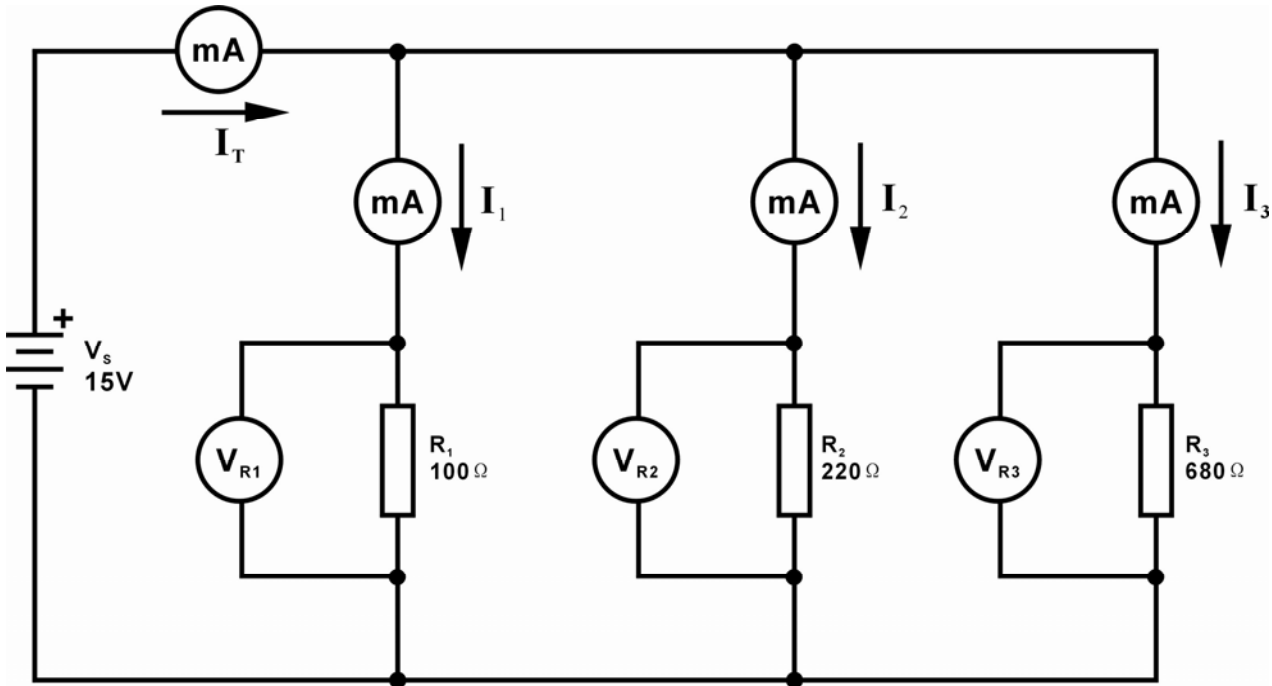 mA
I_T
mA
I_1
mA
I_2
mA
I_3
+
V_S
15V
V_R1
R_1
100Ω
V_R2
R_2
220Ω
V_R3
R_3
680Ω